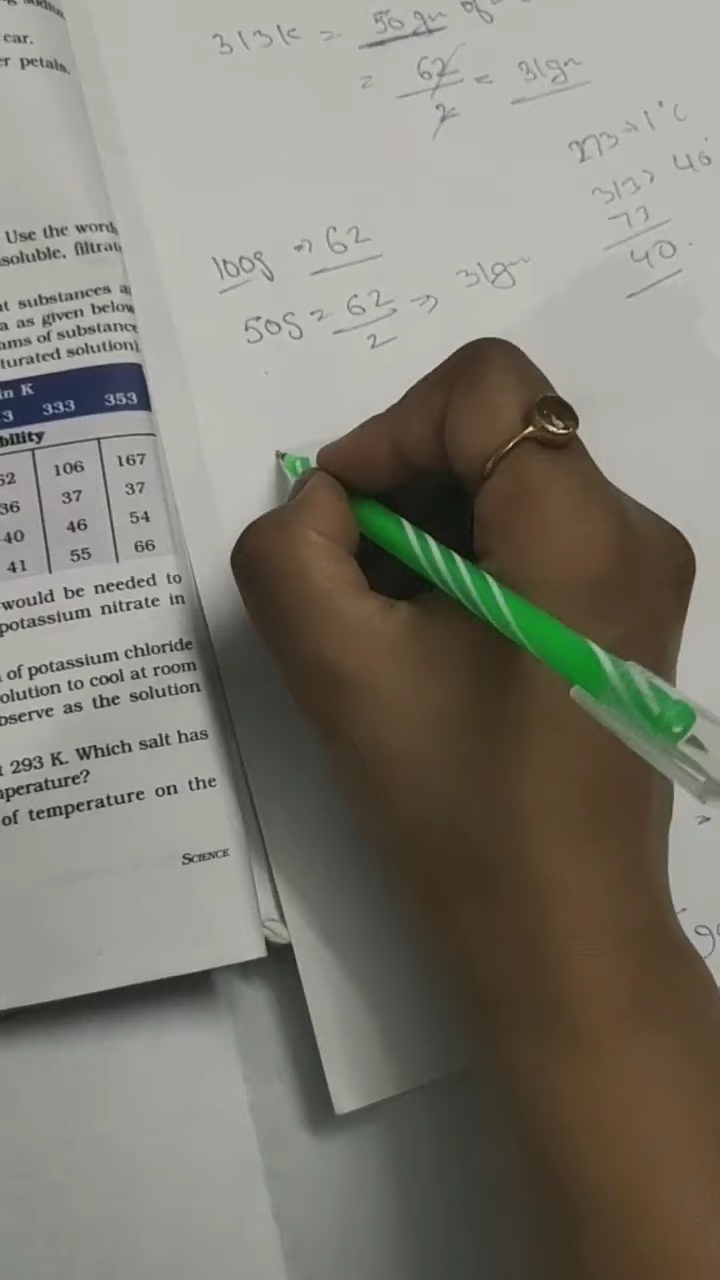 car.
er petals.
Use the word
soluble, filtrat
t substances a
a as given below
ams of substance
turated solution)
in K
3 333 353
bility
52 106 167
36 37 37
40 46 54
41 55 66
would be needed to
potassium nitrate in
of potassium chloride
olution to cool at room
bserve as the solution
293 K. Which salt has
perature?
of temperature on the
SCIENCE
313k = 50 gm of
= 62/2 = 31gm
100g => 62
50g = 62/2 => 31gm
273 → 1°C
313 → 40°
73
40